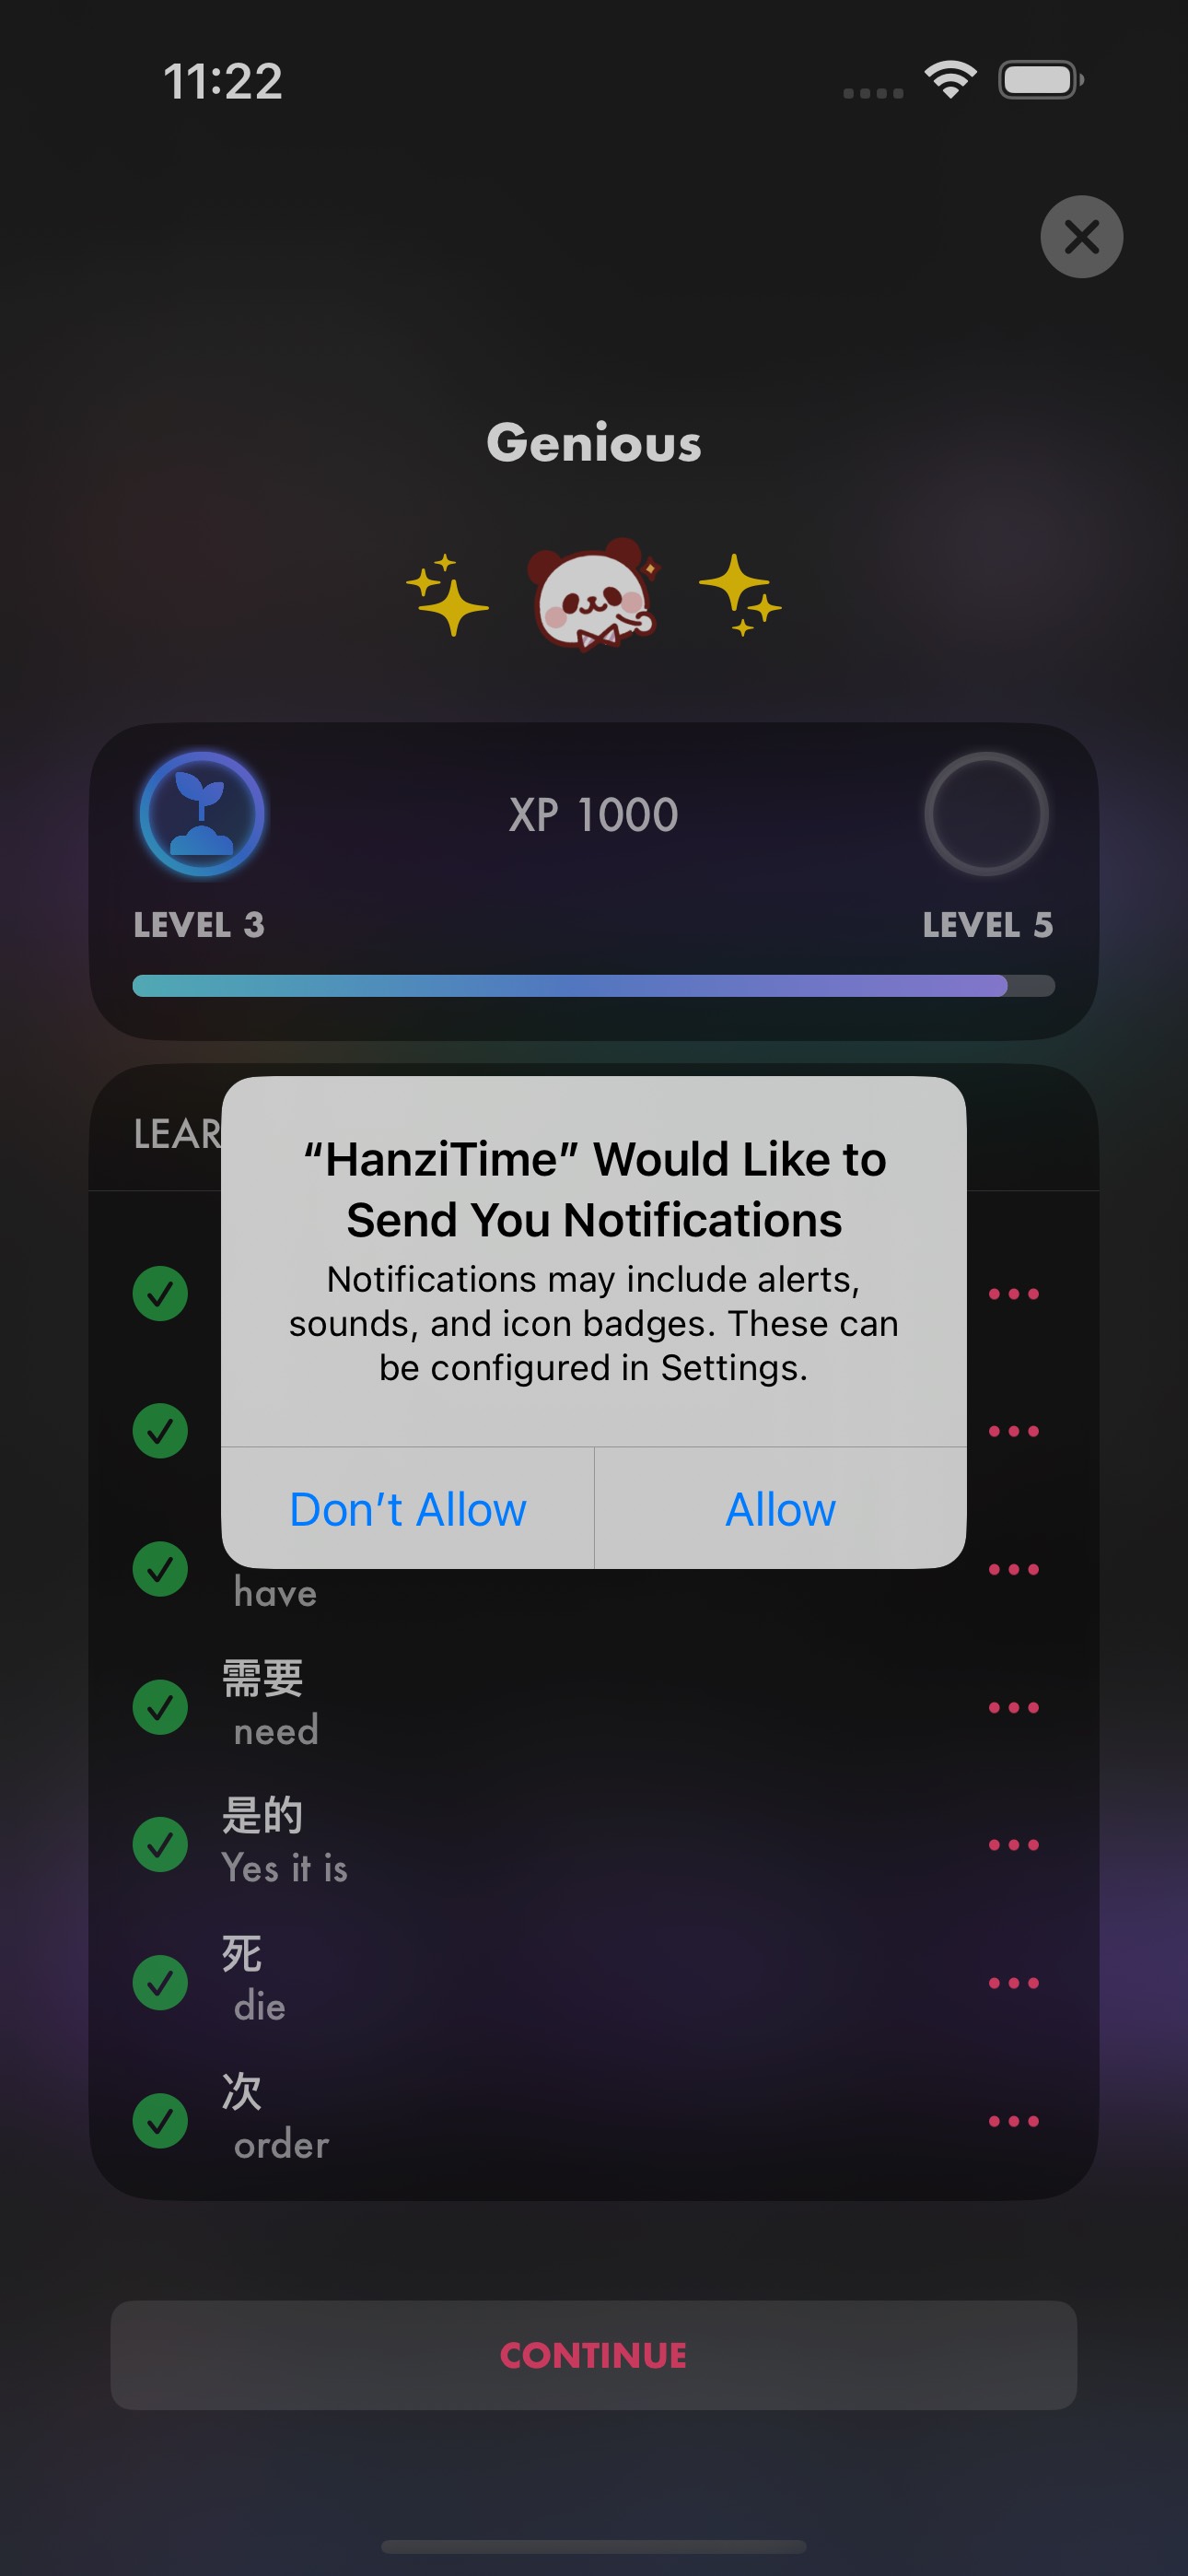 11:22
Genious
XP 1000
LEVEL 3
LEVEL 5
LEAR
“HanziTime” Would Like to
Send You Notifications
Notifications may include alerts,
sounds, and icon badges. These can
be configured in Settings.
Don’t Allow
Allow
have
需要
need
是的
Yes it is
死
die
次
order
CONTINUE